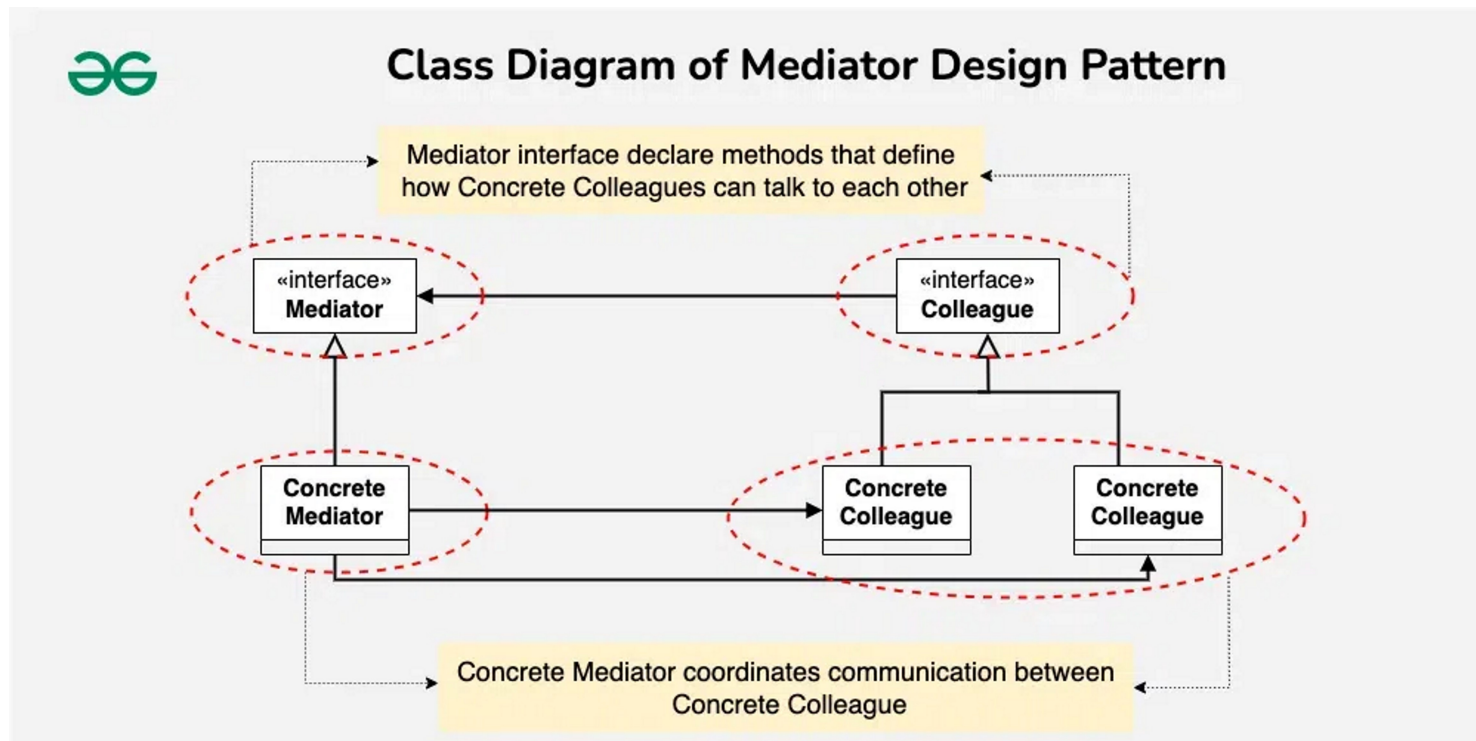 Class Diagram of Mediator Design Pattern
Mediator interface declare methods that define
how Concrete Colleagues can talk to each other
«interface»
Mediator
«interface»
Colleague
Concrete
Mediator
Concrete
Colleague
Concrete
Colleague
Concrete Mediator coordinates communication between
Concrete Colleague